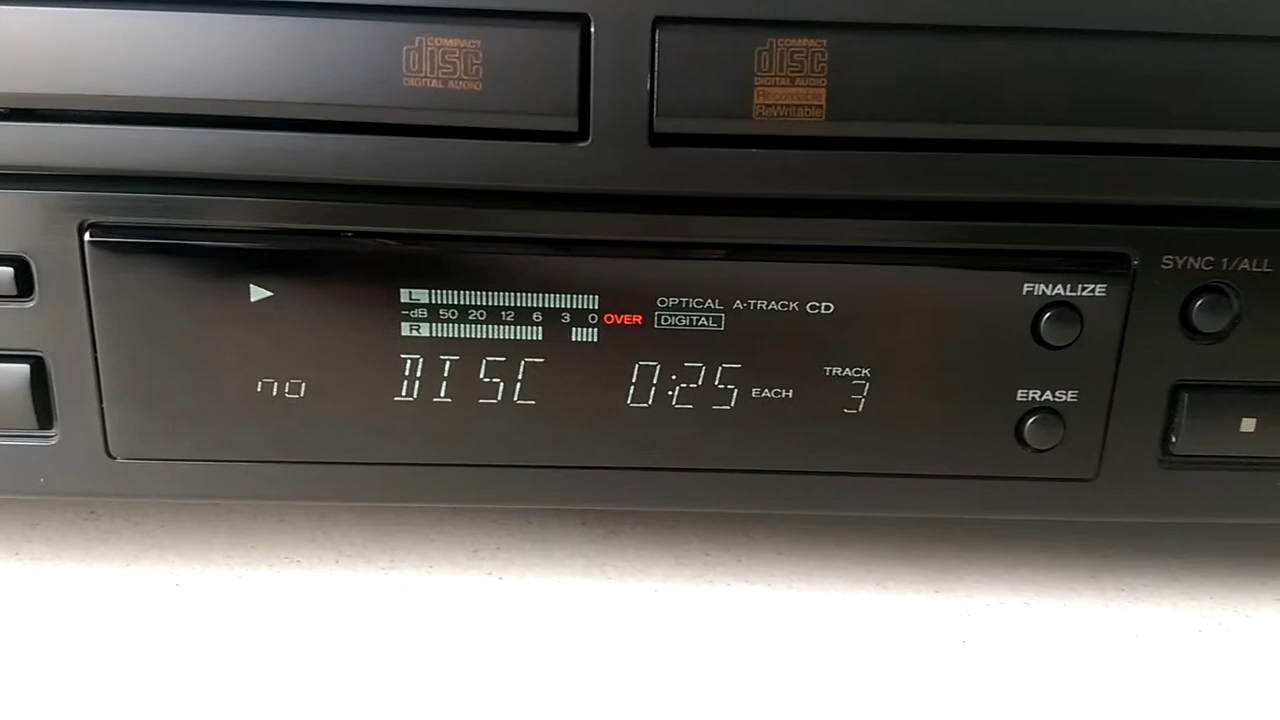 COMPACT
disc
DIGITAL AUDIO
COMPACT
disc
DIGITAL AUDIO
Recordable
ReWritable
SYNC 1/ALL
FINALIZE
L
OPTICAL A-TRACK CD
-dB 50 20 12 6 3 0 OVER
DIGITAL
R
no DISC 0:25 EACH
TRACK
3
ERASE